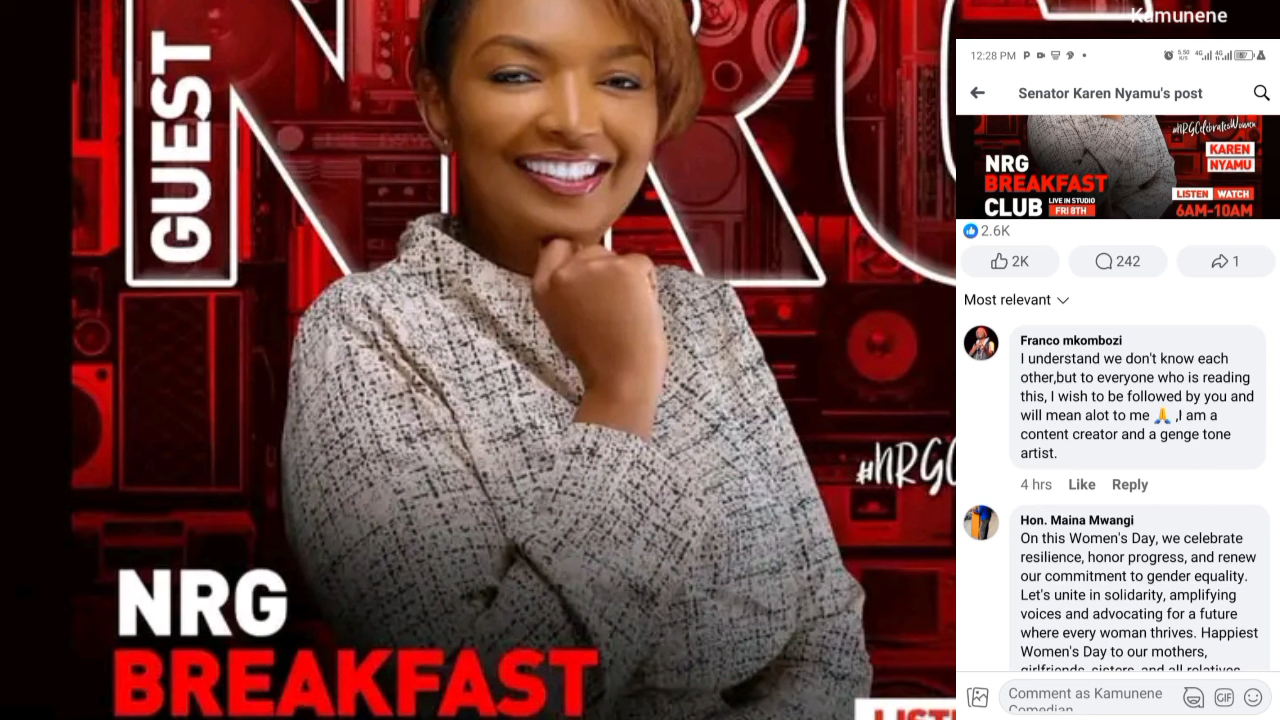 GUEST
NRG
NRG
BREAKFAST
Kamunene
12:28 PM
Senator Karen Nyamu's post
#NRGCelebratesWomen
KAREN
NYAMU
NRG
BREAKFAST
CLUB LIVE IN STUDIO
FRI 8TH
LISTEN WATCH
6AM-10AM
2.6K
2K 242 1
Most relevant
Franco mkombozi
I understand we don't know each
other,but to everyone who is reading
this, I wish to be followed by you and
will mean alot to me 🙏 ,I am a
content creator and a genge tone
artist.
4 hrs Like Reply
Hon. Maina Mwangi
On this Women's Day, we celebrate
resilience, honor progress, and renew
our commitment to gender equality.
Let's unite in solidarity, amplifying
voices and advocating for a future
where every woman thrives. Happiest
Women's Day to our mothers,
girlfriends, sisters, and all relatives
Comment as Kamunene
Comedian
GIF